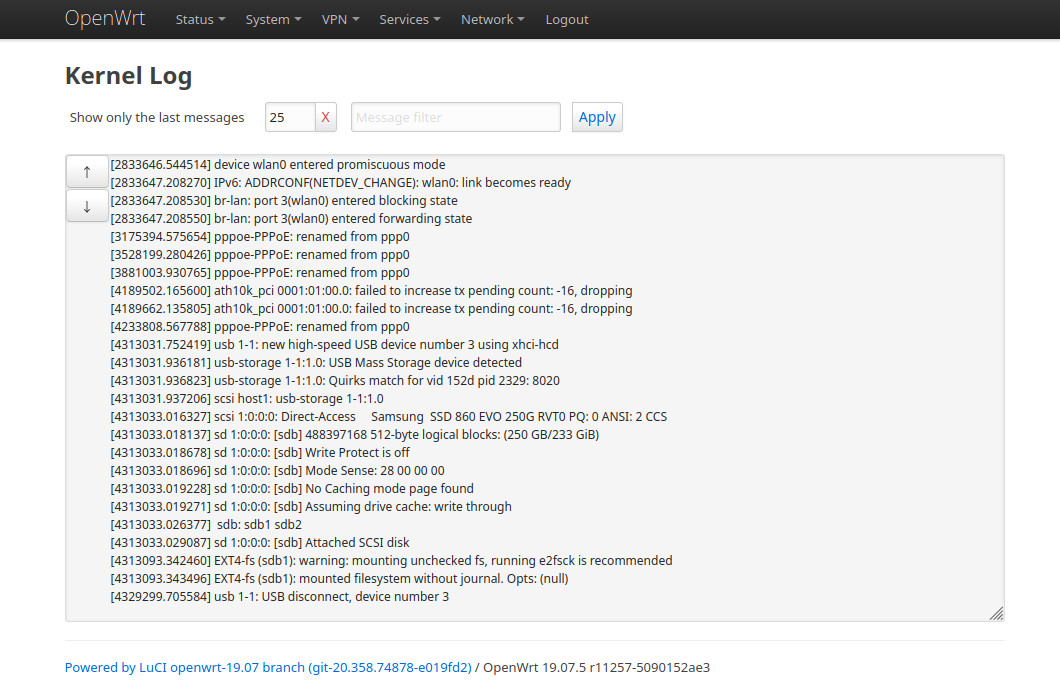 OpenWrt Status System VPN Services Network Logout
Kernel Log
Show only the last messages 25 X Message filter Apply
↑
↓
[2833646.544514] device wlan0 entered promiscuous mode
[2833647.208270] IPv6: ADDRCONF(NETDEV_CHANGE): wlan0: link becomes ready
[2833647.208530] br-lan: port 3(wlan0) entered blocking state
[2833647.208550] br-lan: port 3(wlan0) entered forwarding state
[3175394.575654] pppoe-PPPoE: renamed from ppp0
[3528199.280426] pppoe-PPPoE: renamed from ppp0
[3881003.930765] pppoe-PPPoE: renamed from ppp0
[4189502.165600] ath10k_pci 0001:01:00.0: failed to increase tx pending count: -16, dropping
[4189662.135805] ath10k_pci 0001:01:00.0: failed to increase tx pending count: -16, dropping
[4233808.567788] pppoe-PPPoE: renamed from ppp0
[4313031.752419] usb 1-1: new high-speed USB device number 3 using xhci-hcd
[4313031.936181] usb-storage 1-1:1.0: USB Mass Storage device detected
[4313031.936823] usb-storage 1-1:1.0: Quirks match for vid 152d pid 2329: 8020
[4313031.937206] scsi host1: usb-storage 1-1:1.0
[4313033.016327] scsi 1:0:0:0: Direct-Access     Samsung  SSD 860 EVO 250G RVT0 PQ: 0 ANSI: 2 CCS
[4313033.018137] sd 1:0:0:0: [sdb] 488397168 512-byte logical blocks: (250 GB/233 GiB)
[4313033.018678] sd 1:0:0:0: [sdb] Write Protect is off
[4313033.018696] sd 1:0:0:0: [sdb] Mode Sense: 28 00 00 00
[4313033.019228] sd 1:0:0:0: [sdb] No Caching mode page found
[4313033.019271] sd 1:0:0:0: [sdb] Assuming drive cache: write through
[4313033.026377]  sdb: sdb1 sdb2
[4313033.029087] sd 1:0:0:0: [sdb] Attached SCSI disk
[4313093.342460] EXT4-fs (sdb1): warning: mounting unchecked fs, running e2fsck is recommended
[4313093.343496] EXT4-fs (sdb1): mounted filesystem without journal. Opts: (null)
[4329299.705584] usb 1-1: USB disconnect, device number 3
Powered by LuCI openwrt-19.07 branch (git-20.358.74878-e019fd2) / OpenWrt 19.07.5 r11257-5090152ae3